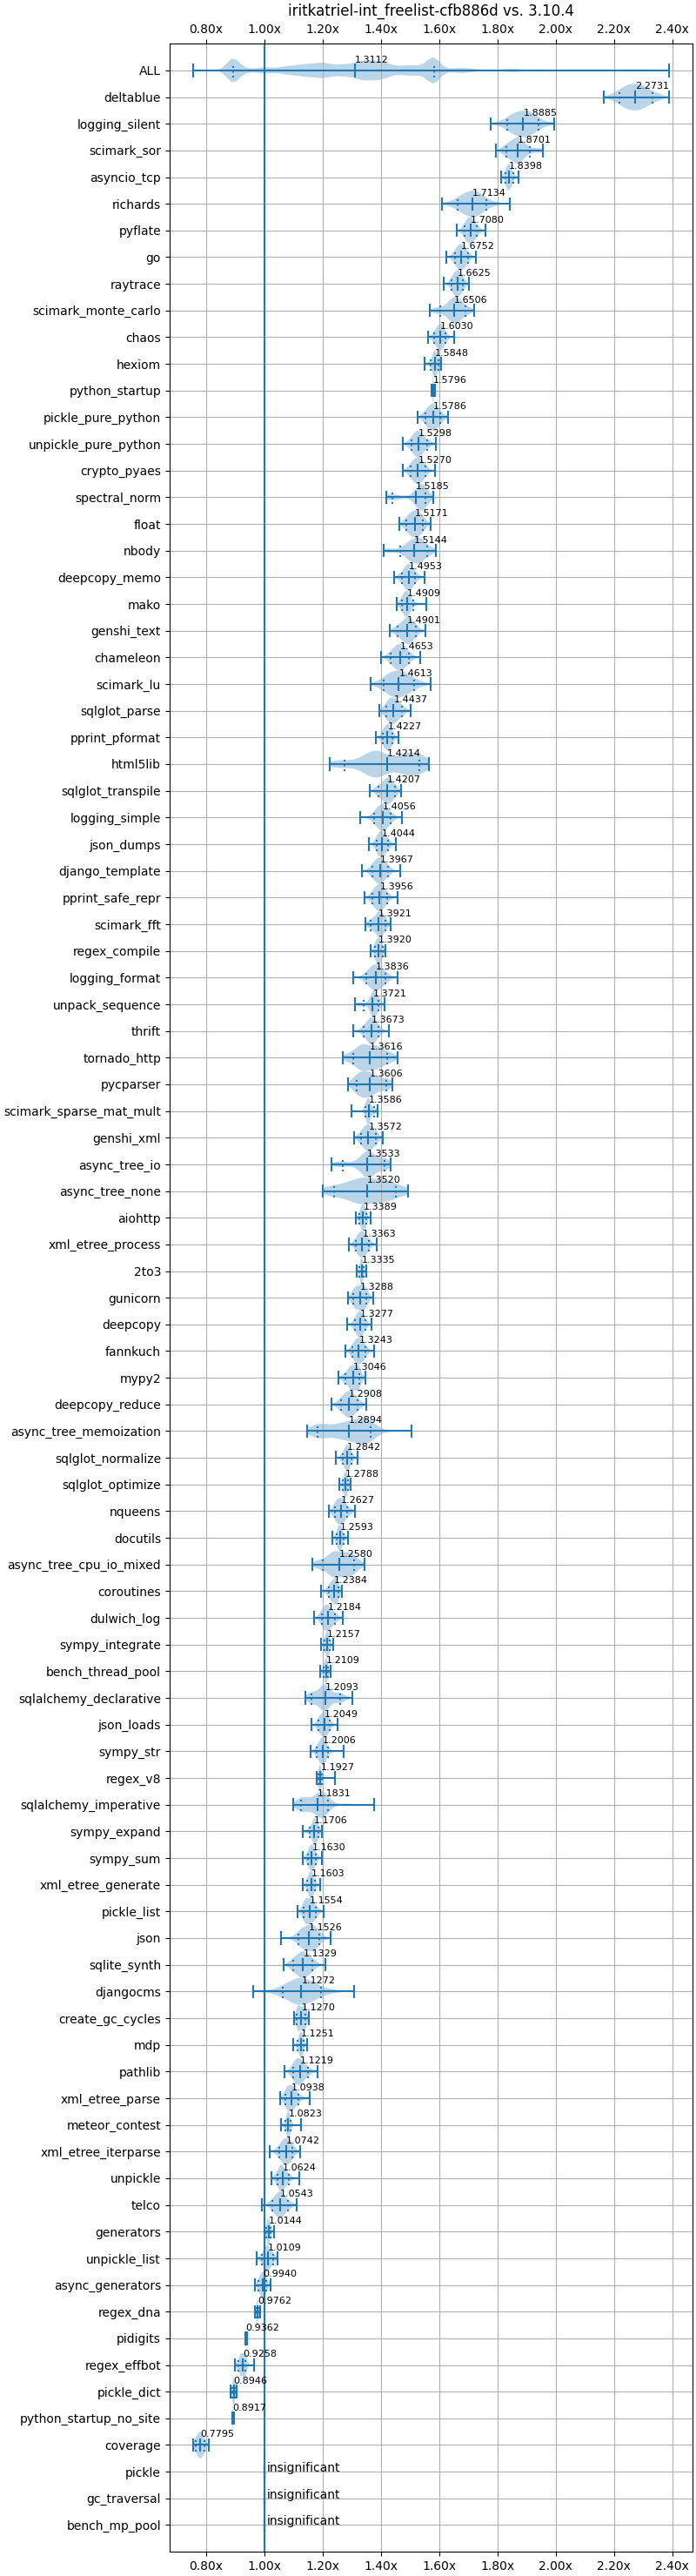 iritkatriel-int_freelist-cfb886d vs. 3.10.4
0.80x 1.00x 1.20x 1.40x 1.60x 1.80x 2.00x 2.20x 2.40x
ALL 1.3112
deltablue 2.2731
logging_silent 1.8885
scimark_sor 1.8701
asyncio_tcp 1.8398
richards 1.7134
pyflate 1.7080
go 1.6752
raytrace 1.6625
scimark_monte_carlo 1.6506
chaos 1.6030
hexiom 1.5848
python_startup 1.5796
pickle_pure_python 1.5786
unpickle_pure_python 1.5298
crypto_pyaes 1.5270
spectral_norm 1.5185
float 1.5171
nbody 1.5144
deepcopy_memo 1.4953
mako 1.4909
genshi_text 1.4901
chameleon 1.4653
scimark_lu 1.4613
sqlglot_parse 1.4437
pprint_pformat 1.4227
html5lib 1.4214
sqlglot_transpile 1.4207
logging_simple 1.4056
json_dumps 1.4044
django_template 1.3967
pprint_safe_repr 1.3956
scimark_fft 1.3921
regex_compile 1.3920
logging_format 1.3836
unpack_sequence 1.3721
thrift 1.3673
tornado_http 1.3616
pycparser 1.3606
scimark_sparse_mat_mult 1.3586
genshi_xml 1.3572
async_tree_io 1.3533
async_tree_none 1.3520
aiohttp 1.3389
xml_etree_process 1.3363
2to3 1.3335
gunicorn 1.3288
deepcopy 1.3277
fannkuch 1.3243
mypy2 1.3046
deepcopy_reduce 1.2908
async_tree_memoization 1.2894
sqlglot_normalize 1.2842
sqlglot_optimize 1.2788
nqueens 1.2627
docutils 1.2593
async_tree_cpu_io_mixed 1.2580
coroutines 1.2384
dulwich_log 1.2184
sympy_integrate 1.2157
bench_thread_pool 1.2109
sqlalchemy_declarative 1.2093
json_loads 1.2049
sympy_str 1.2006
regex_v8 1.1927
sqlalchemy_imperative 1.1831
sympy_expand 1.1706
sympy_sum 1.1630
xml_etree_generate 1.1603
pickle_list 1.1554
json 1.1526
sqlite_synth 1.1329
djangocms 1.1272
create_gc_cycles 1.1270
mdp 1.1251
pathlib 1.1219
xml_etree_parse 1.0938
meteor_contest 1.0823
xml_etree_iterparse 1.0742
unpickle 1.0624
telco 1.0543
generators 1.0144
unpickle_list 1.0109
async_generators 0.9940
regex_dna 0.9762
pidigits 0.9362
regex_effbot 0.9258
pickle_dict 0.8946
python_startup_no_site 0.8917
coverage 0.7795
pickle insignificant
gc_traversal insignificant
bench_mp_pool insignificant
0.80x 1.00x 1.20x 1.40x 1.60x 1.80x 2.00x 2.20x 2.40x